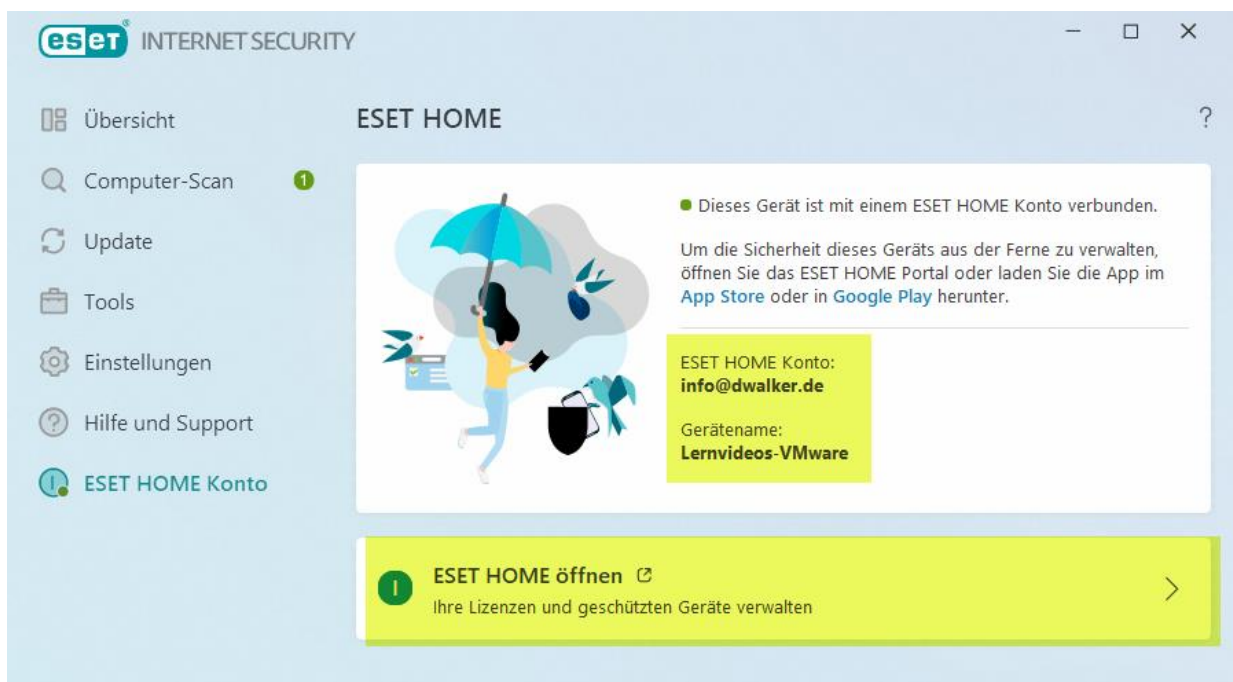 eseT® INTERNET SECURITY
Übersicht
Computer-Scan 1
Update
Tools
Einstellungen
Hilfe und Support
ESET HOME Konto
ESET HOME ?
Dieses Gerät ist mit einem ESET HOME Konto verbunden.
Um die Sicherheit dieses Geräts aus der Ferne zu verwalten,
öffnen Sie das ESET HOME Portal oder laden Sie die App im
App Store oder in Google Play herunter.
ESET HOME Konto:
info@dwalker.de
Gerätename:
Lernvideos-VMware
I ESET HOME öffnen
Ihre Lizenzen und geschützten Geräte verwalten